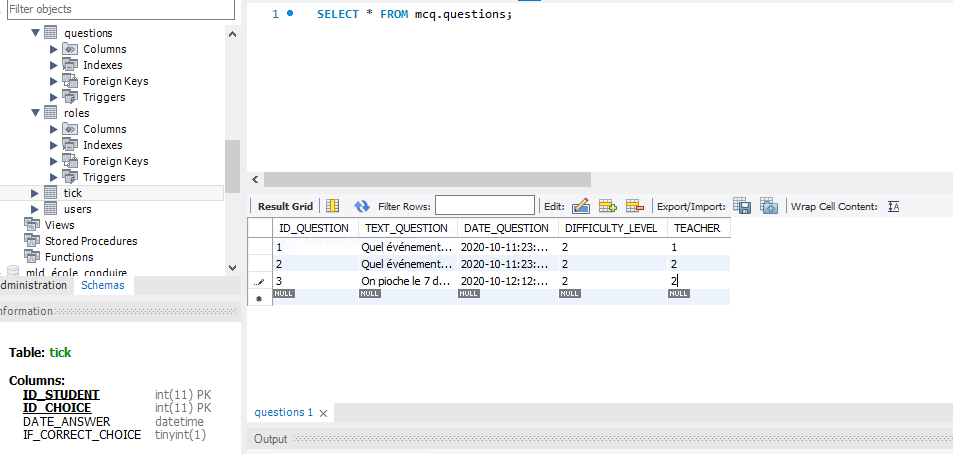 Filter objects
questions
Columns
Indexes
Foreign Keys
Triggers
roles
Columns
Indexes
Foreign Keys
Triggers
tick
users
Views
Stored Procedures
Functions
mld_école_conduire
dministration Schemas
nformation
Table: tick
Columns:
ID_STUDENT int(11) PK
ID_CHOICE int(11) PK
DATE_ANSWER datetime
IF_CORRECT_CHOICE tinyint(1)
1 SELECT * FROM mcq.questions;
Result Grid Filter Rows: Edit: Export/Import: Wrap Cell Content:
ID_QUESTION TEXT_QUESTION DATE_QUESTION DIFFICULTY_LEVEL TEACHER
1 Quel événement... 2020-10-11:23:... 2 1
2 Quel événement... 2020-10-11:23:... 2 2
3 On pioche le 7 d... 2020-10-12:12:... 2 2
NULL NULL NULL NULL NULL
questions 1
Output